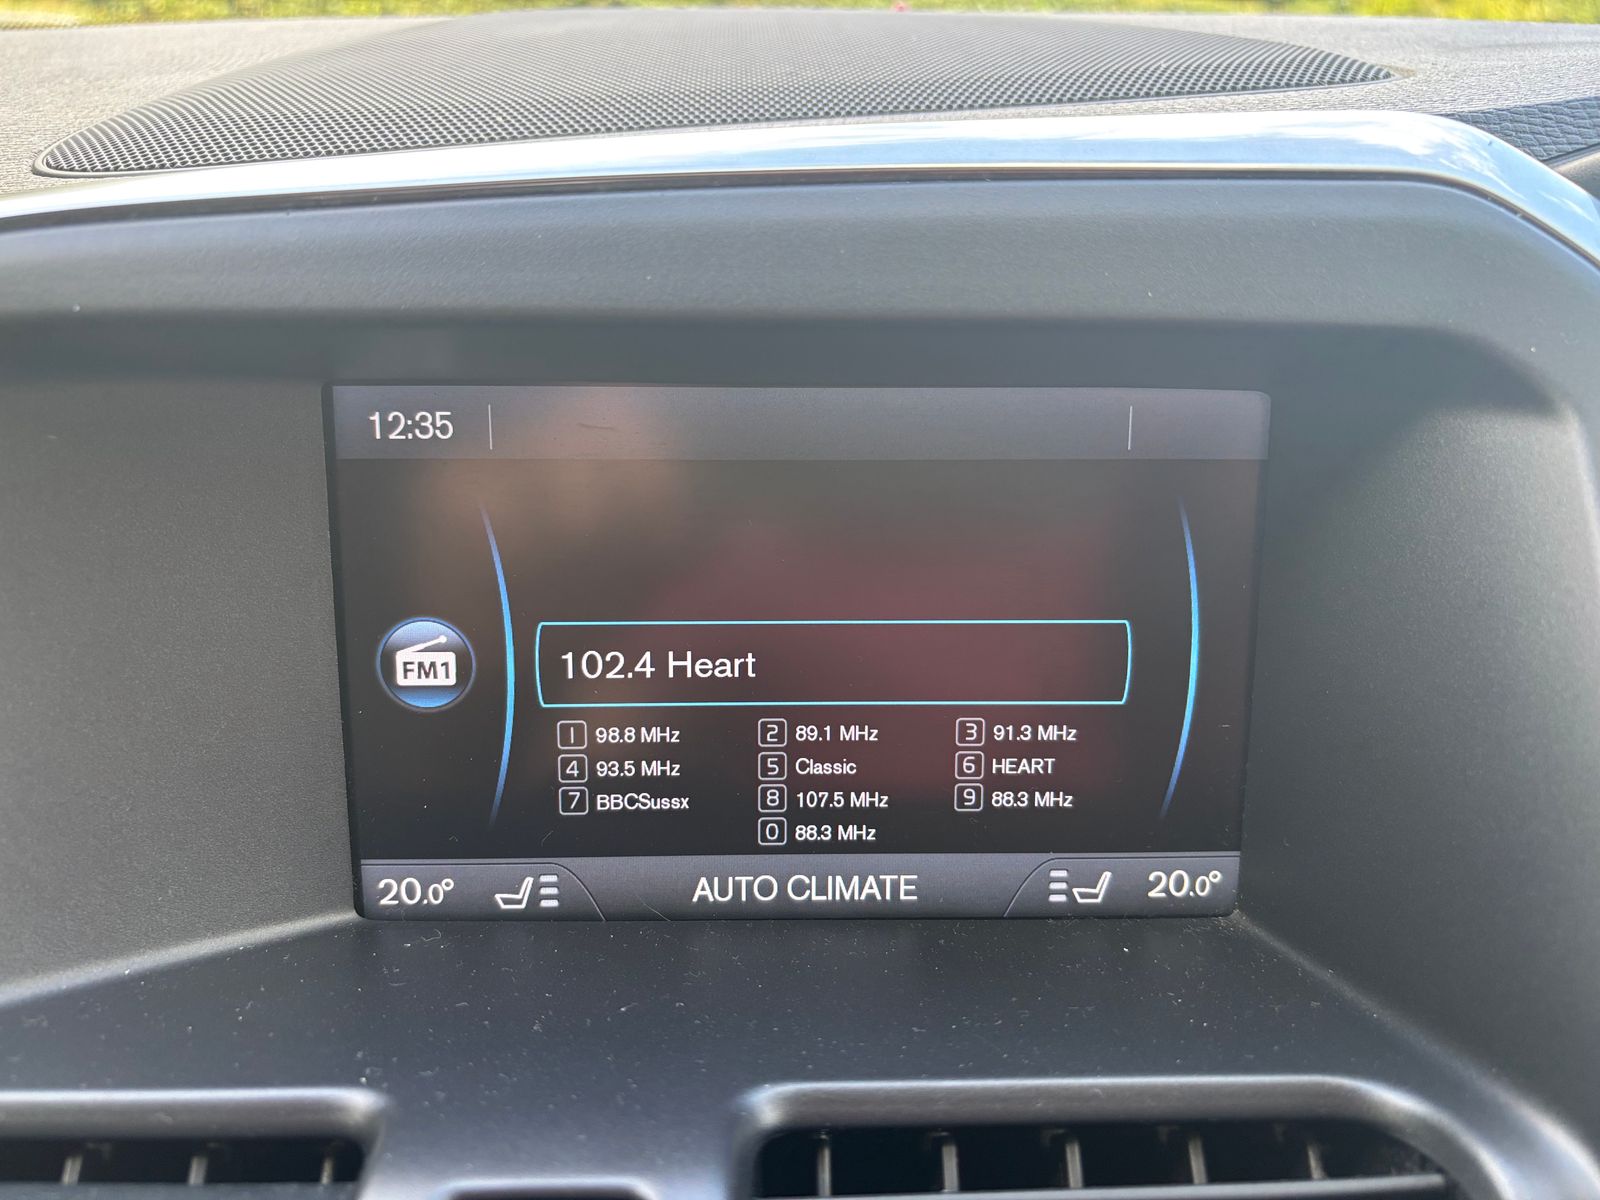 12:35
FM1
102.4 Heart
1 98.8 MHz 2 89.1 MHz 3 91.3 MHz
4 93.5 MHz 5 Classic 6 HEART
7 BBCSussx 8 107.5 MHz 9 88.3 MHz
0 88.3 MHz
20.0° AUTO CLIMATE 20.0°